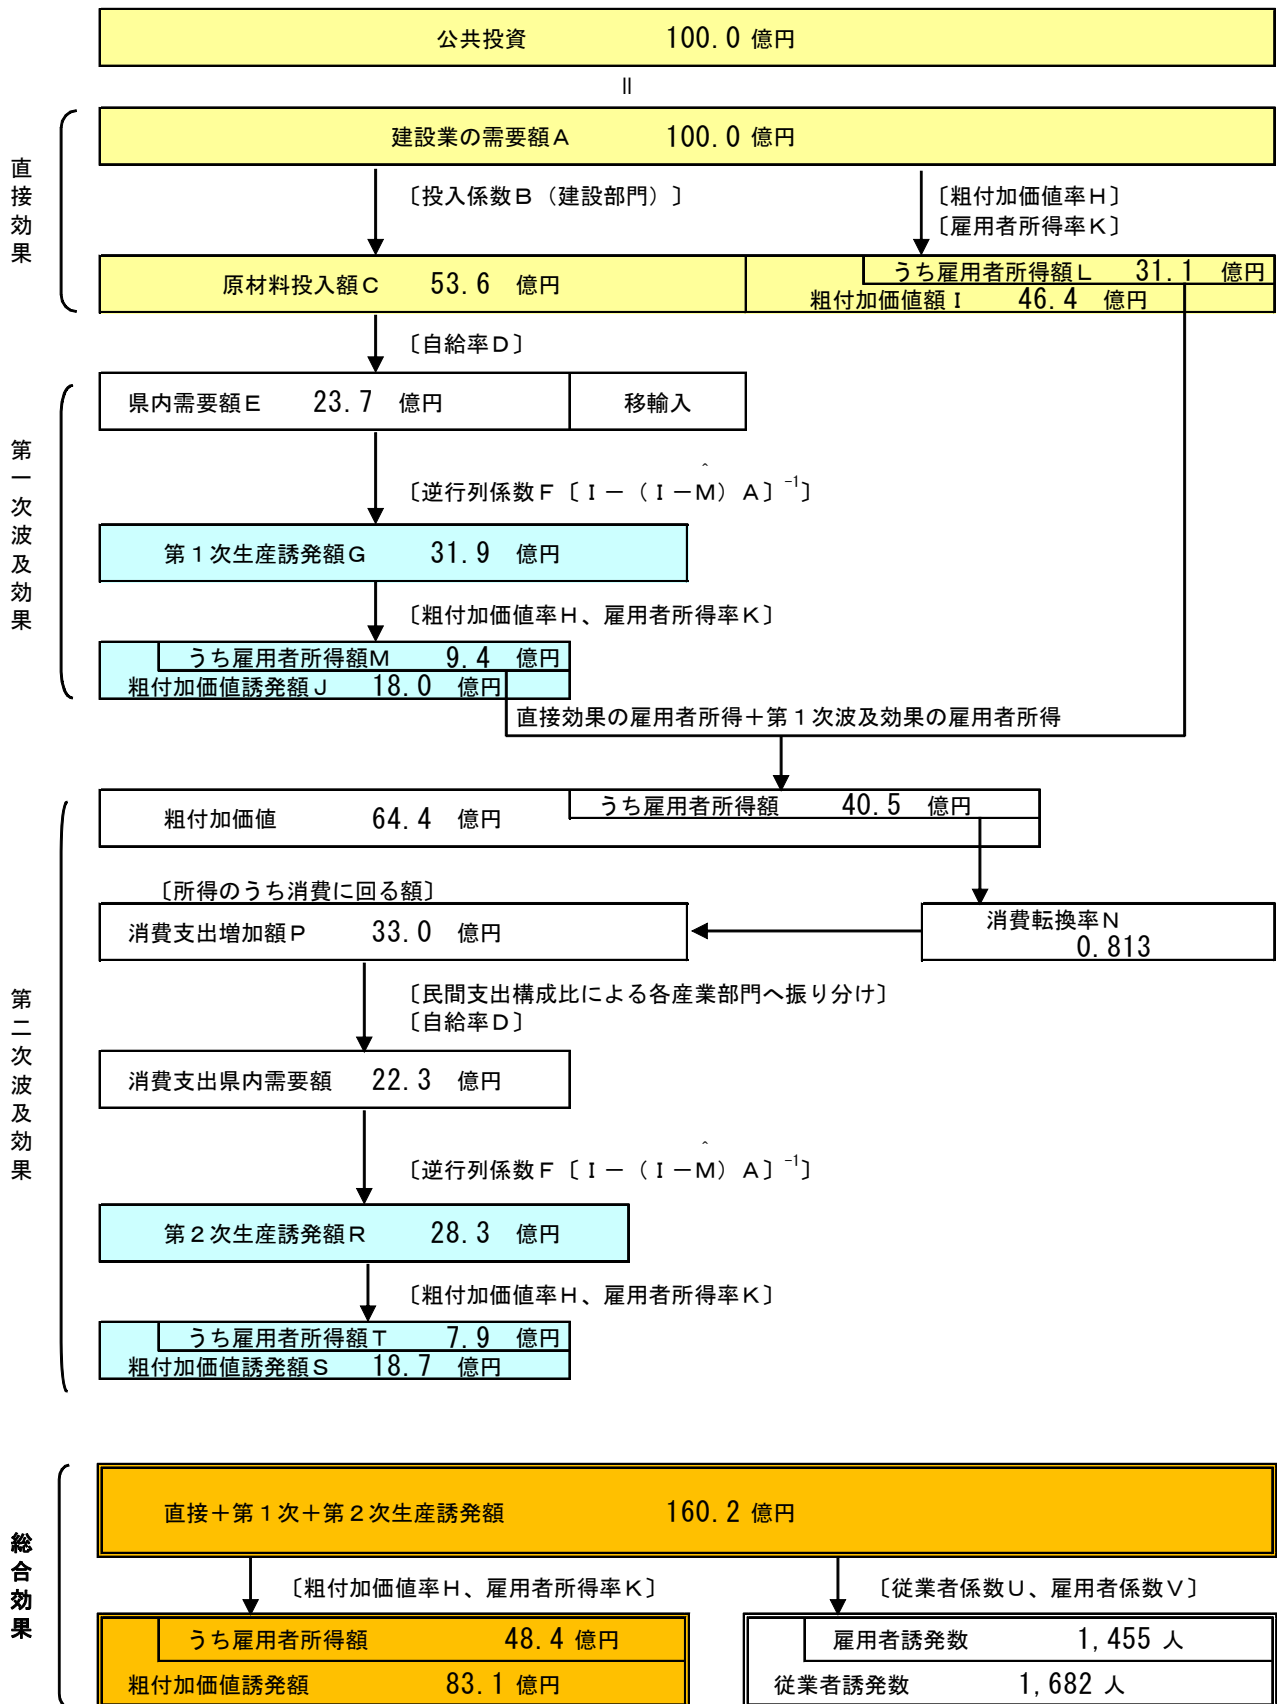 公共投資 100.0 億円
॥
建設業の需要額A 100.0 億円
直接効果
〔投入係数B（建設部門）〕
〔粗付加価値率H〕
〔雇用者所得率K〕
原材料投入額C 53.6 億円
うち雇用者所得額L 31.1 億円
粗付加価値額I 46.4 億円
〔自給率D〕
第一次波及効果
県内需要額E 23.7 億円
移輸入
〔逆行列係数F〔I－（I－M̂）A〕⁻¹〕
第1次生産誘発額G 31.9 億円
〔粗付加価値率H、雇用者所得率K〕
うち雇用者所得額M 9.4 億円
粗付加価値誘発額J 18.0 億円
直接効果の雇用者所得＋第1次波及効果の雇用者所得
第二次波及効果
粗付加価値 64.4 億円
うち雇用者所得額 40.5 億円
〔所得のうち消費に回る額〕
消費支出増加額P 33.0 億円
消費転換率N
0.813
〔民間支出構成比による各産業部門へ振り分け〕
〔自給率D〕
消費支出県内需要額 22.3 億円
〔逆行列係数F〔I－（I－M̂）A〕⁻¹〕
第2次生産誘発額R 28.3 億円
〔粗付加価値率H、雇用者所得率K〕
うち雇用者所得額T 7.9 億円
粗付加価値誘発額S 18.7 億円
総合効果
直接＋第1次＋第2次生産誘発額 160.2 億円
〔粗付加価値率H、雇用者所得率K〕
〔従業者係数U、雇用者係数V〕
うち雇用者所得額 48.4 億円
粗付加価値誘発額 83.1 億円
雇用者誘発数 1,455 人
従業者誘発数 1,682 人